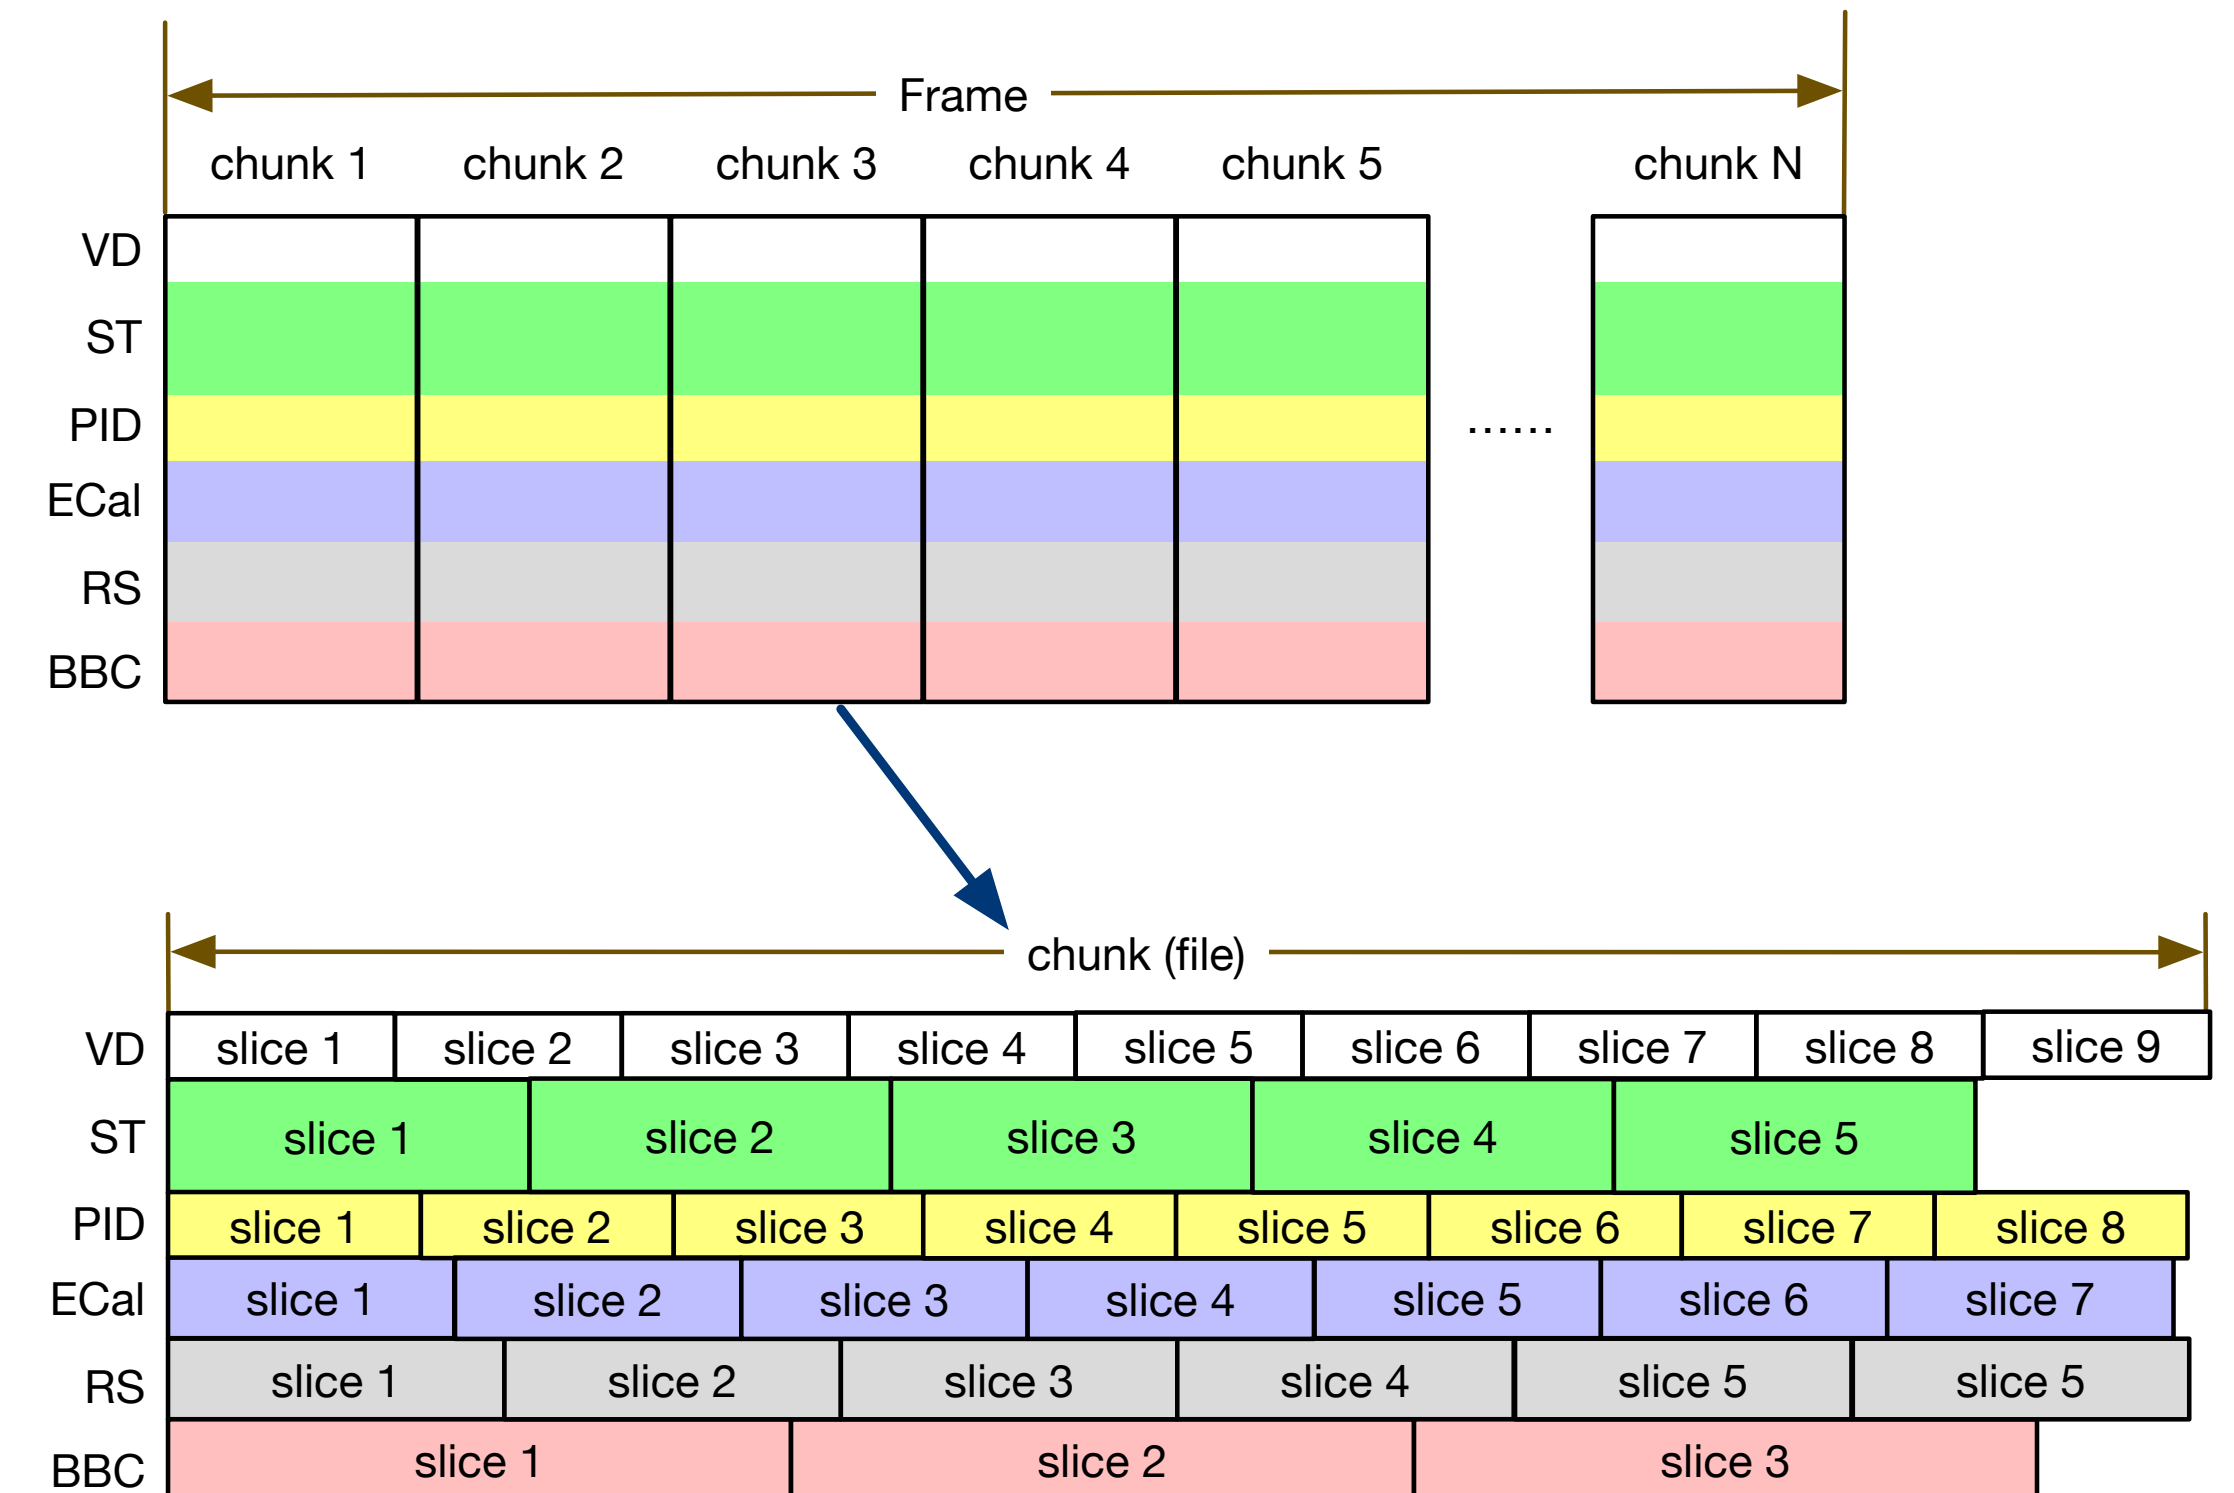 Frame
chunk 1 chunk 2 chunk 3 chunk 4 chunk 5 chunk N
VD
ST
PID ......
ECal
RS
BBC
chunk (file)
VD slice 1 slice 2 slice 3 slice 4 slice 5 slice 6 slice 7 slice 8 slice 9
ST slice 1 slice 2 slice 3 slice 4 slice 5
PID slice 1 slice 2 slice 3 slice 4 slice 5 slice 6 slice 7 slice 8
ECal slice 1 slice 2 slice 3 slice 4 slice 5 slice 6 slice 7
RS slice 1 slice 2 slice 3 slice 4 slice 5 slice 5
BBC slice 1 slice 2 slice 3